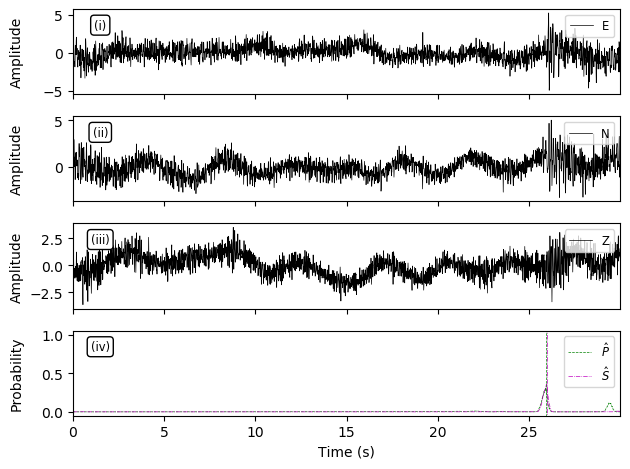 5
(i)
E
Amplitude
0
−5
5
(ii)
N
Amplitude
0
2.5
(iii)
Z
Amplitude
0.0
−2.5
1.0
(iv)
P̂
Ŝ
Probability
0.5
0.0
0 5 10 15 20 25
Time (s)